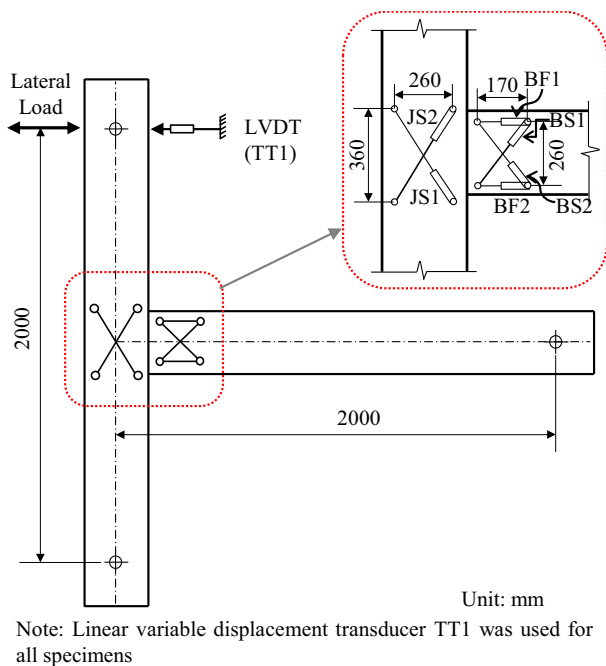 Lateral
Load
LVDT
(TT1)
260
170
BF1
JS2
BS1
360
260
JS1
BF2
BS2
2000
2000
Unit: mm
Note: Linear variable displacement transducer TT1 was used for
all specimens